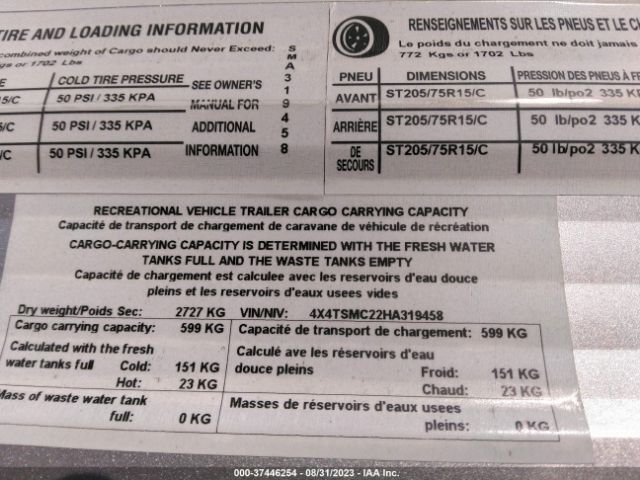 TIRE AND LOADING INFORMATION
combined weight of Cargo should Never Exceed:
Kgs or 1702 Lbs
COLD TIRE PRESSURE
SEE OWNER'S
MANUAL FOR
ADDITIONAL
INFORMATION
5/C 50 PSI / 335 KPA
5/C 50 PSI / 335 KPA
5/C 50 PSI / 335 KPA
SMA319458
RENSEIGNEMENTS SUR LES PNEUS ET LE CH
Le poids du chargement ne doit jamais
772 Kgs or 1702 Lbs
PNEU DIMENSIONS PRESSION DES PNEUS À F
AVANT ST205/75R15/C 50 lb/po2 335 K
ARRIÈRE ST205/75R15/C 50 lb/po2 335 K
DE SECOURS ST205/75R15/C 50 lb/po2 335 K
RECREATIONAL VEHICLE TRAILER CARGO CARRYING CAPACITY
Capacité de transport de chargement de caravane de véhicule de récréation
CARGO-CARRYING CAPACITY IS DETERMINED WITH THE FRESH WATER
TANKS FULL AND THE WASTE TANKS EMPTY
Capacité de chargement est calculee avec les reservoirs d'eau douce
pleins et les reservoirs d'eaux usees vides
Dry weight/Poids Sec: 2727 KG VIN/NIV: 4X4TSMC22HA319458
Cargo carrying capacity: 599 KG
Calculated with the fresh
water tanks full Cold: 151 KG
Hot: 23 KG
Mass of waste water tank
full: 0 KG
Capacité de transport de chargement: 599 KG
Calculé ave les réservoirs d'eau
douce pleins Froid: 151 KG
Chaud: 23 KG
Masses de réservoirs d'eaux usees
pleins: 0 KG
000-37446254 - 08/31/2023 - IAAI.COM